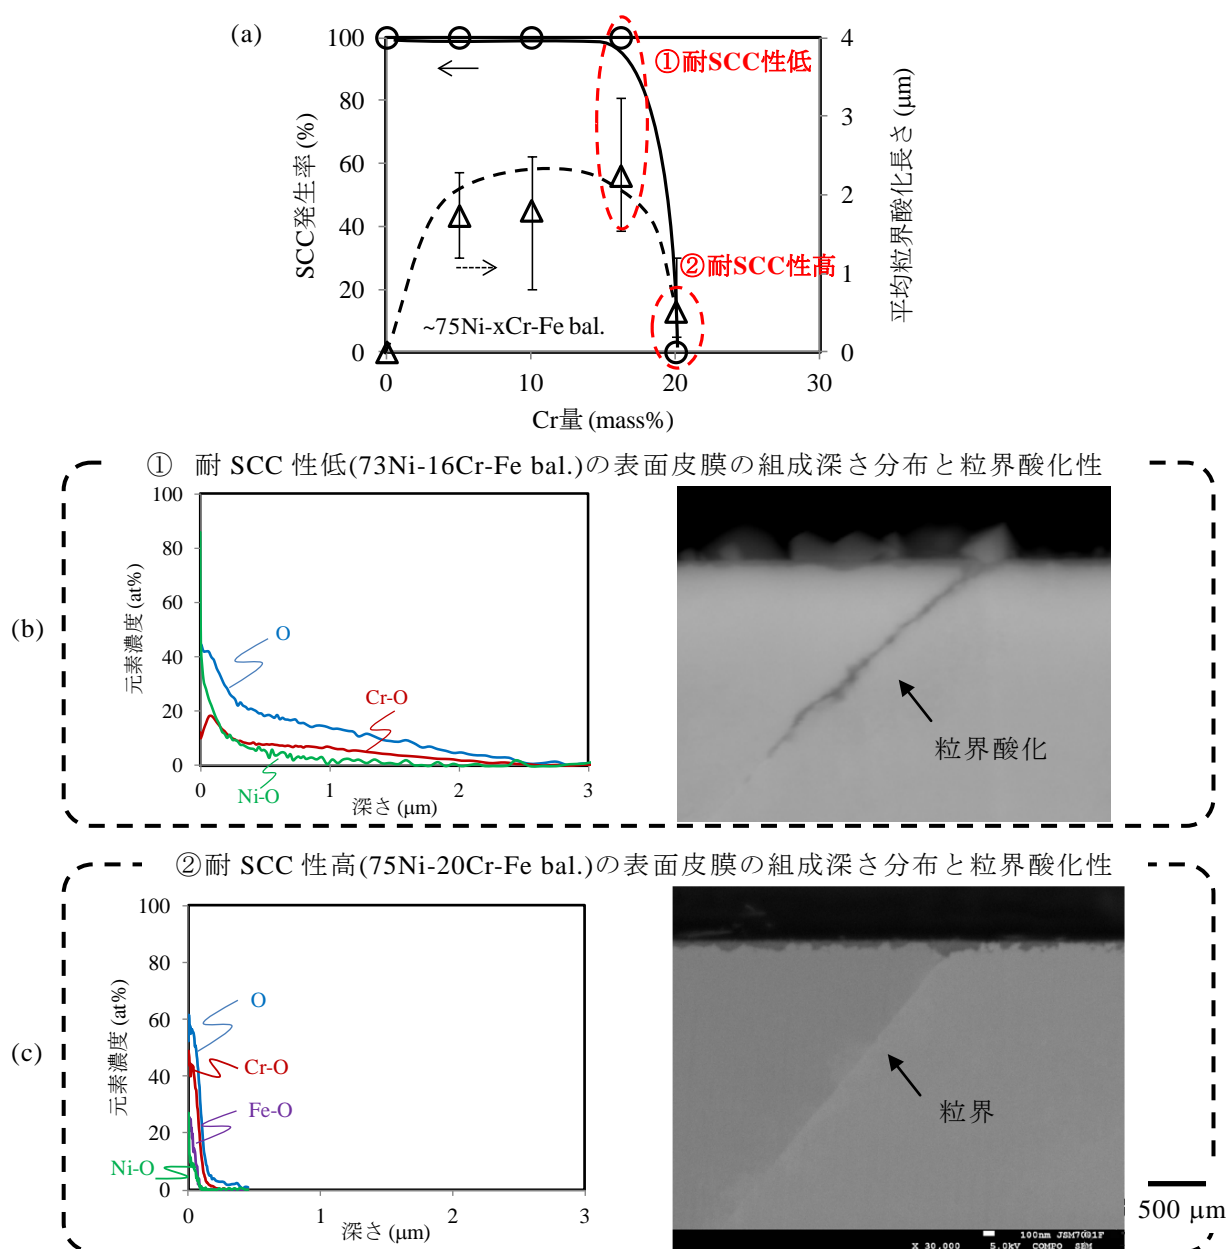 (a)
100
80
60
40
20
0
SCC発生率 (%)
4
3
2
1
0
平均粒界酸化長さ (μm)
①耐SCC性低
②耐SCC性高
~75Ni-xCr-Fe bal.
0 10 20 30
Cr量 (mass%)
① 耐 SCC 性低(73Ni-16Cr-Fe bal.)の表面皮膜の組成深さ分布と粒界酸化性
(b)
100
80
60
40
20
0
元素濃度 (at%)
O
Cr-O
Ni-O
0 1 2 3
深さ (μm)
粒界酸化
②耐 SCC 性高(75Ni-20Cr-Fe bal.)の表面皮膜の組成深さ分布と粒界酸化性
(c)
100
80
60
40
20
0
元素濃度 (at%)
O
Cr-O
Fe-O
Ni-O
0 1 2 3
深さ (μm)
粒界
500 μm
100nm JSM7001F
X 30,000 5.0kV COMPO SEM